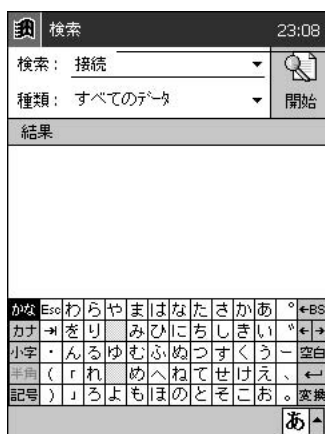 検索 23:08
検索: 接続
種類: すべてのデータ 開始
結果
かな Esc わ ら や ま は な た さ か あ ゜ ←BS
カナ →| を り み ひ に ち し き い ゛ ← →
小字 ・ ん る ゆ む ふ ぬ つ す く う ー 空白
半角 ( 「 れ め へ ね て せ け え 、 ←┘
記号 ) 」 ろ よ も ほ の と そ こ お 。 変換
あ